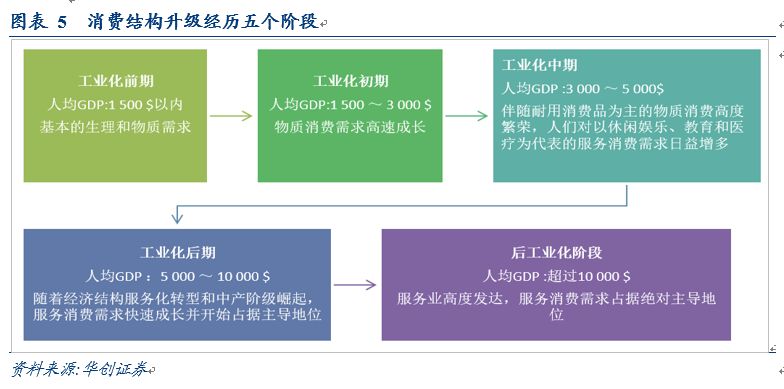 图表 5 消费结构升级经历五个阶段
工业化前期
人均GDP:1 500 $以内
基本的生理和物质需求
工业化初期
人均GDP:1 500 ～ 3 000 $
物质消费需求高速成长
工业化中期
人均GDP :3 000 ～ 5 000$
伴随耐用消费品为主的物质消费高度
繁荣，人们对以休闲娱乐、教育和医
疗为代表的服务消费需求日益增多
工业化后期
人均GDP ：5 000 ～ 10 000 $
随着经济结构服务化转型和中产阶级崛起，
服务消费需求快速成长并开始占据主导地位
后工业化阶段
人均GDP :超过10 000 $
服务业高度发达，服务消费需求占据绝对主导地
位
资料来源:华创证券